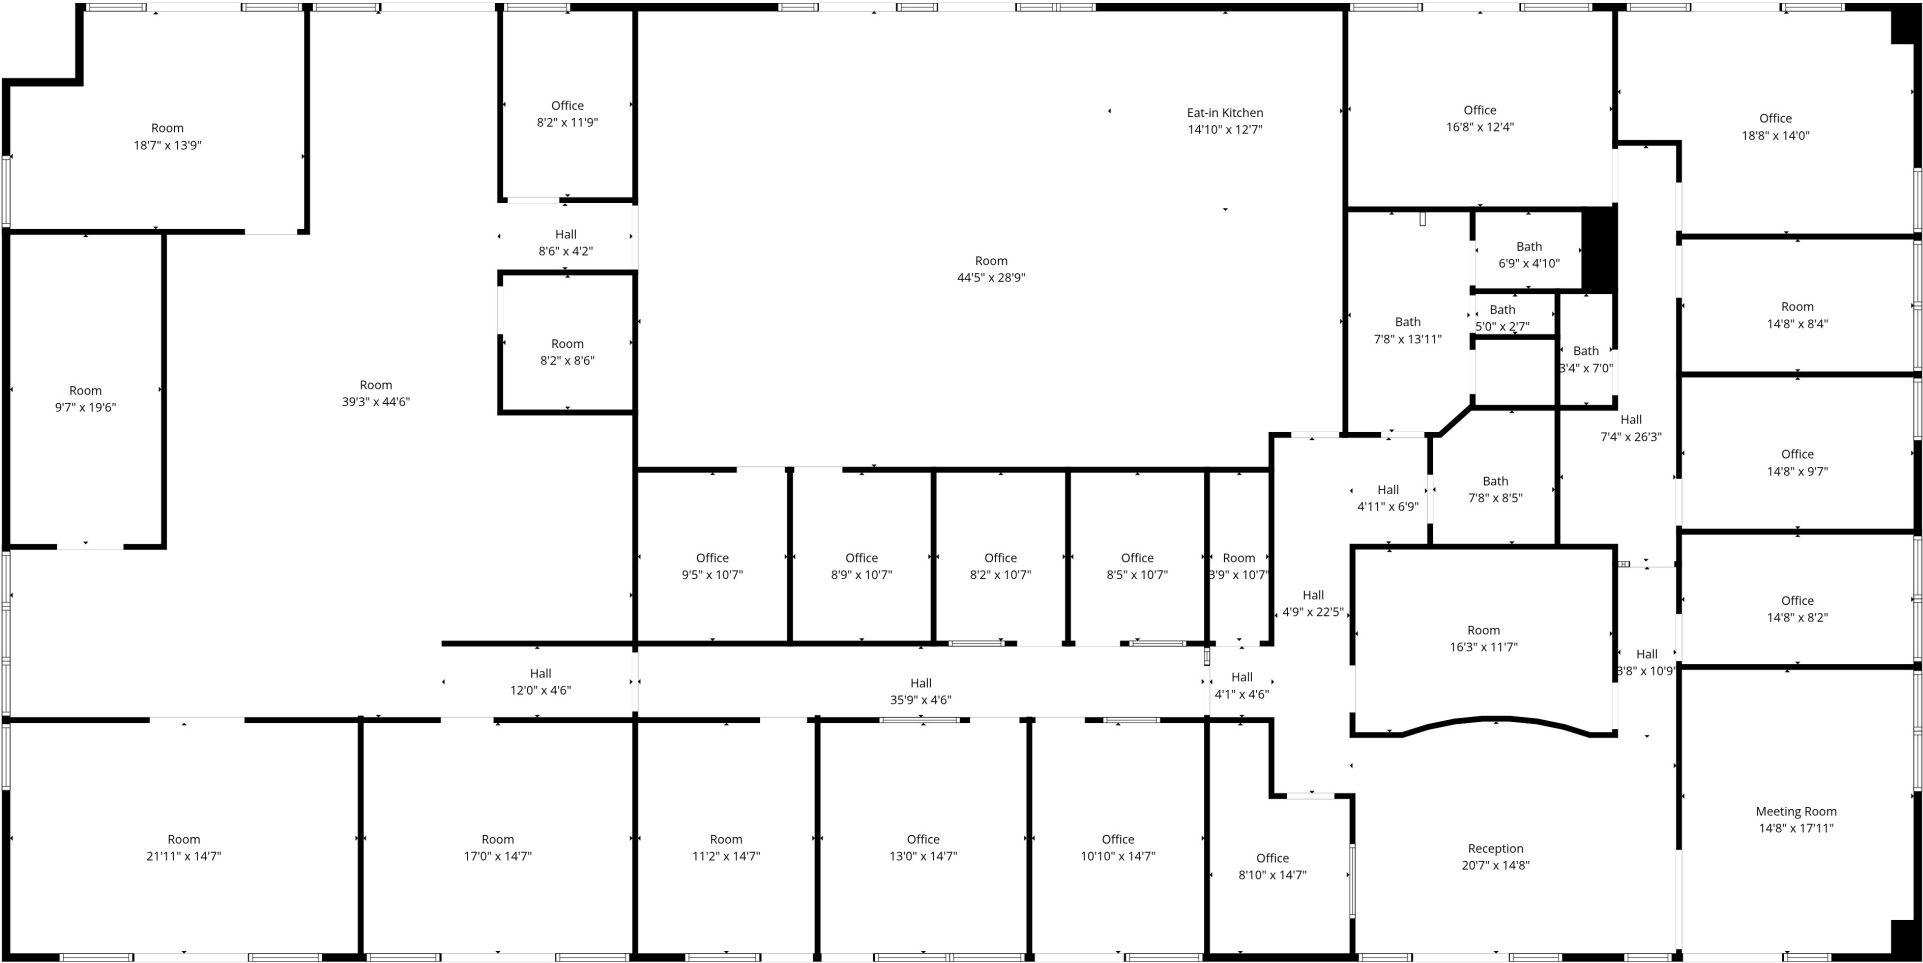 Office
8'2" x 11'9"
Eat-in Kitchen
14'10" x 12'7"
Office
16'8" x 12'4"
Office
18'8" x 14'0"
Room
18'7" x 13'9"
Hall
8'6" x 4'2"
Bath
6'9" x 4'10"
Room
44'5" x 28'9"
Bath
5'0" x 2'7"
Room
14'8" x 8'4"
Bath
7'8" x 13'11"
Room
8'2" x 8'6"
Bath
3'4" x 7'0"
Room
39'3" x 44'6"
Room
9'7" x 19'6"
Hall
7'4" x 26'3"
Office
14'8" x 9'7"
Bath
7'8" x 8'5"
Hall
4'11" x 6'9"
Office
9'5" x 10'7"
Office
8'9" x 10'7"
Office
8'2" x 10'7"
Office
8'5" x 10'7"
Room
3'9" x 10'7"
Hall
4'9" x 22'5"
Office
14'8" x 8'2"
Room
16'3" x 11'7"
Hall
3'8" x 10'9"
Hall
12'0" x 4'6"
Hall
35'9" x 4'6"
Hall
4'1" x 4'6"
Meeting Room
14'8" x 17'11"
Room
21'11" x 14'7"
Room
17'0" x 14'7"
Room
11'2" x 14'7"
Office
13'0" x 14'7"
Office
10'10" x 14'7"
Office
8'10" x 14'7"
Reception
20'7" x 14'8"